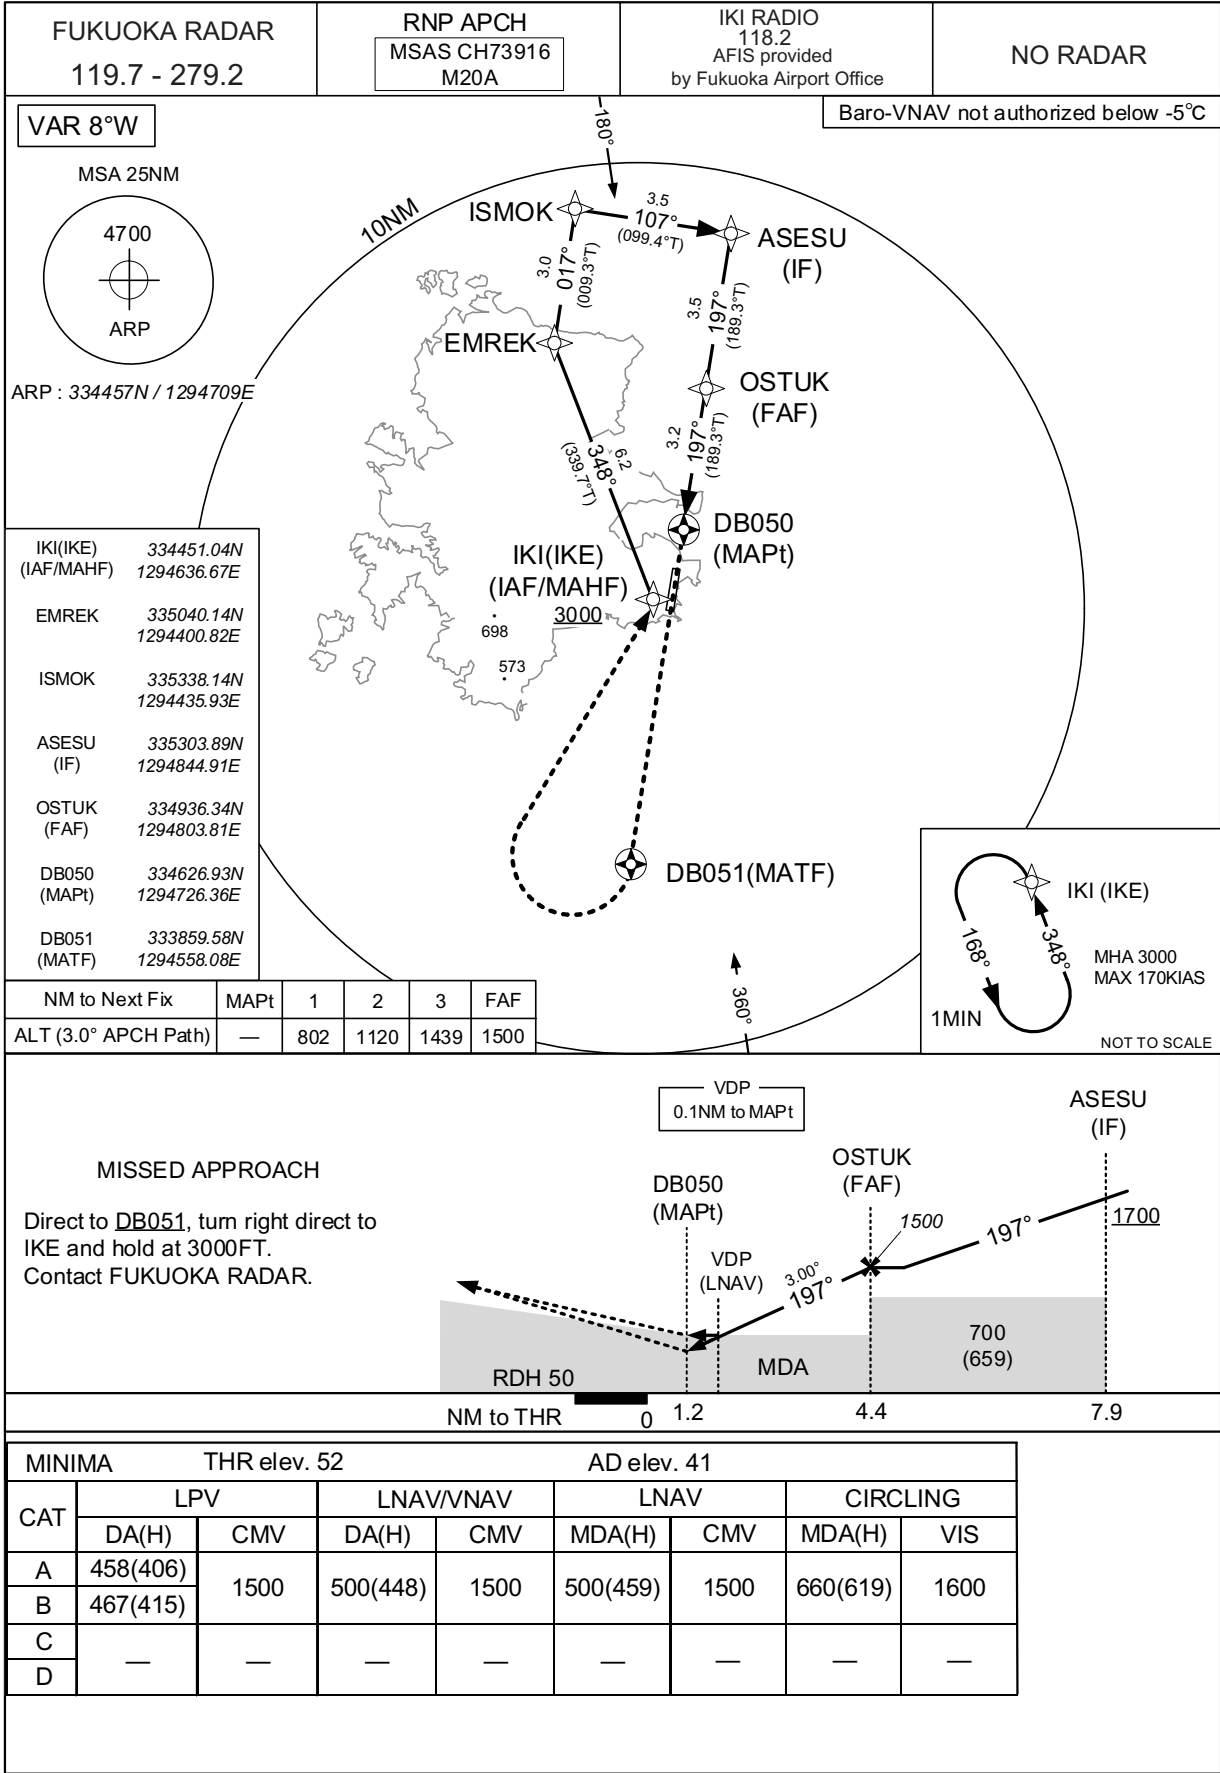 FUKUOKA RADAR
119.7 - 279.2
RNP APCH
MSAS CH73916
M20A
IKI RADIO
118.2
AFIS provided
by Fukuoka Airport Office
NO RADAR
VAR 8°W
Baro-VNAV not authorized below -5°C
MSA 25NM
4700
ARP
ARP : 334457N / 1294709E
10NM
180°
ISMOK
3.5
107°
(099.4°T)
ASESU
(IF)
3.0
017°
(009.3°T)
EMREK
3.5
197°
(189.3°T)
OSTUK
(FAF)
3.2
197°
(189.3°T)
6.2
348°
(339.7°T)
DB050
(MAPt)
IKI(IKE)
(IAF/MAHF)
3000
698
573
DB051(MATF)
360°
IKI(IKE) 334451.04N
(IAF/MAHF) 1294636.67E
EMREK 335040.14N
1294400.82E
ISMOK 335338.14N
1294435.93E
ASESU 335303.89N
(IF) 1294844.91E
OSTUK 334936.34N
(FAF) 1294803.81E
DB050 334626.93N
(MAPt) 1294726.36E
DB051 333859.58N
(MATF) 1294558.08E
IKI (IKE)
168°
348°
MHA 3000
MAX 170KIAS
1MIN
NOT TO SCALE
NM to Next Fix MAPt 1 2 3 FAF
ALT (3.0° APCH Path) — 802 1120 1439 1500
VDP
0.1NM to MAPt
ASESU
(IF)
OSTUK
(FAF)
DB050
(MAPt)
1500
1700
197°
VDP
(LNAV)
3.00°
197°
MISSED APPROACH
Direct to DB051, turn right direct to
IKE and hold at 3000FT.
Contact FUKUOKA RADAR.
700
(659)
MDA
RDH 50
NM to THR 0 1.2 4.4 7.9
MINIMA THR elev. 52 AD elev. 41
CAT LPV LNAV/VNAV LNAV CIRCLING
DA(H) CMV DA(H) CMV MDA(H) CMV MDA(H) VIS
A 458(406) 1500 500(448) 1500 500(459) 1500 660(619) 1600
B 467(415)
C — — — — — — — —
D